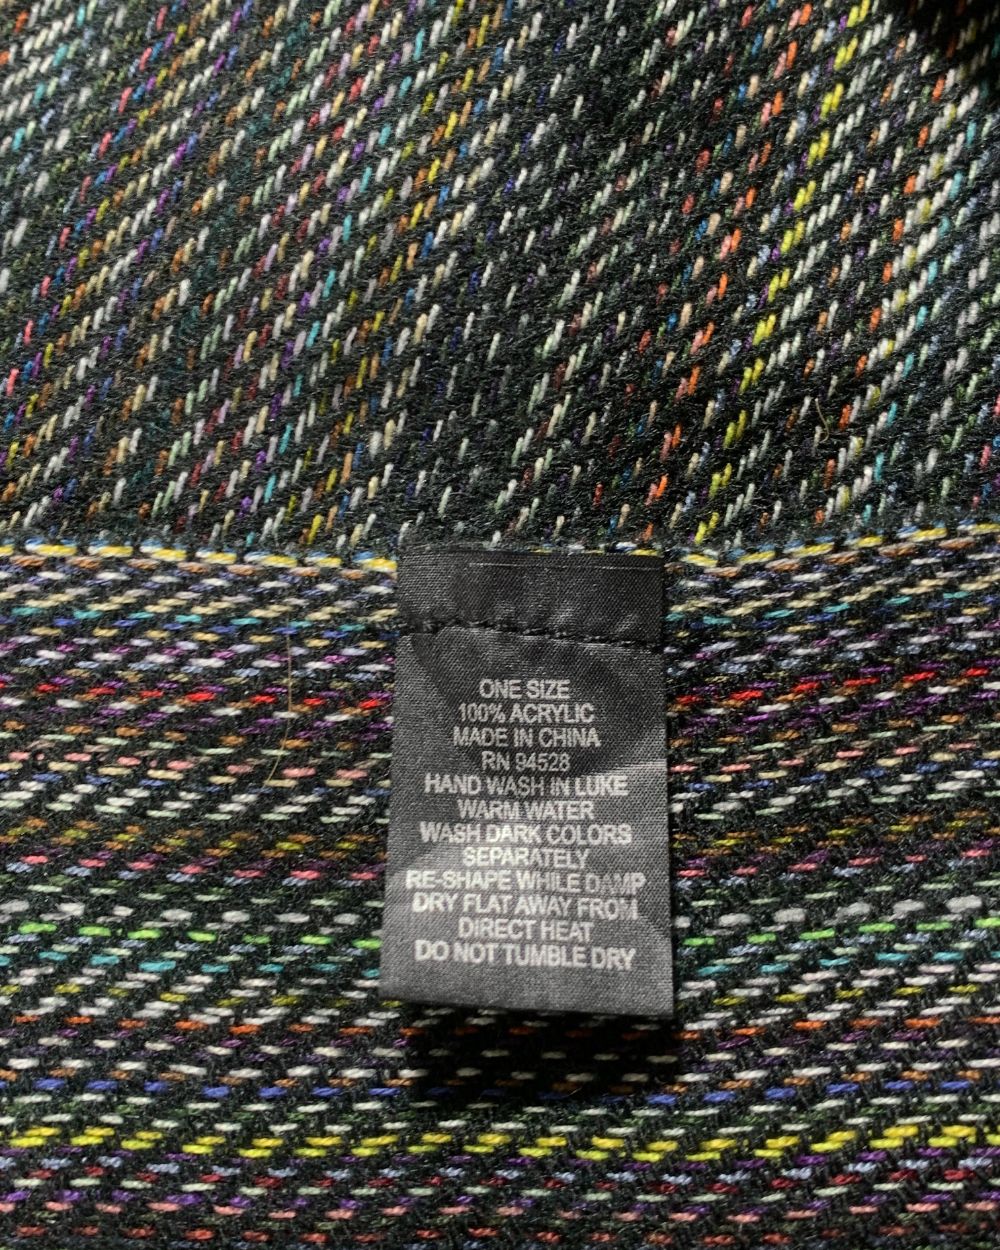 ONE SIZE
100% ACRYLIC
MADE IN CHINA
RN 94528
HAND WASH IN LUKE
WARM WATER
WASH DARK COLORS
SEPARATELY
RE-SHAPE WHILE DAMP
DRY FLAT AWAY FROM
DIRECT HEAT
DO NOT TUMBLE DRY